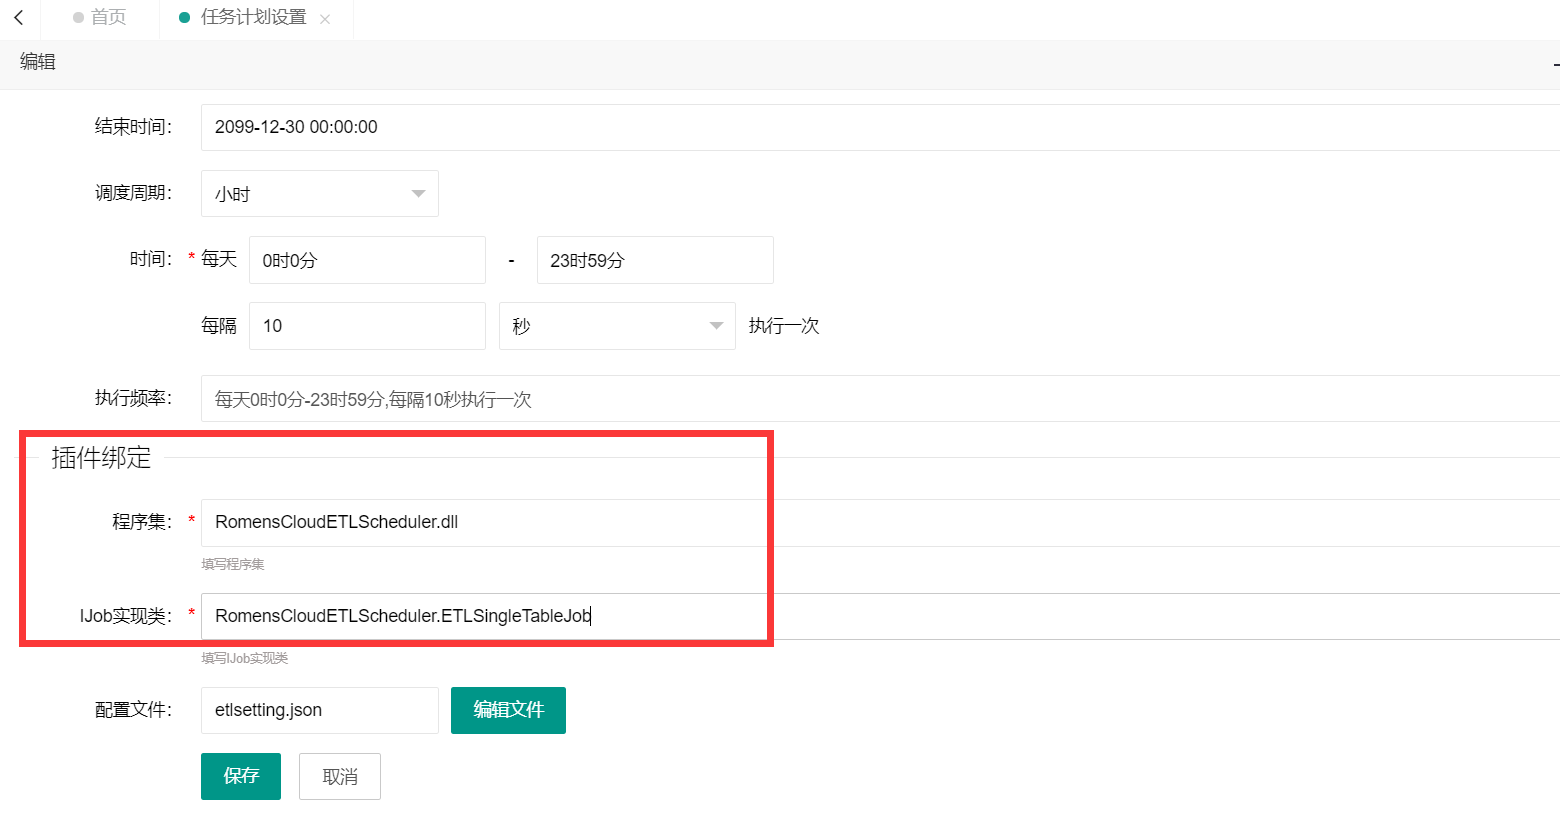 首页 任务计划设置
编辑
结束时间： 2099-12-30 00:00:00
调度周期： 小时
时间： * 每天 0时0分 - 23时59分
每隔 10 秒 执行一次
执行频率： 每天0时0分-23时59分,每隔10秒执行一次
插件绑定
程序集： * RomensCloudETLScheduler.dll
填写程序集
IJob实现类： * RomensCloudETLScheduler.ETLSingleTableJob
填写IJob实现类
配置文件： etlsetting.json 编辑文件
保存 取消